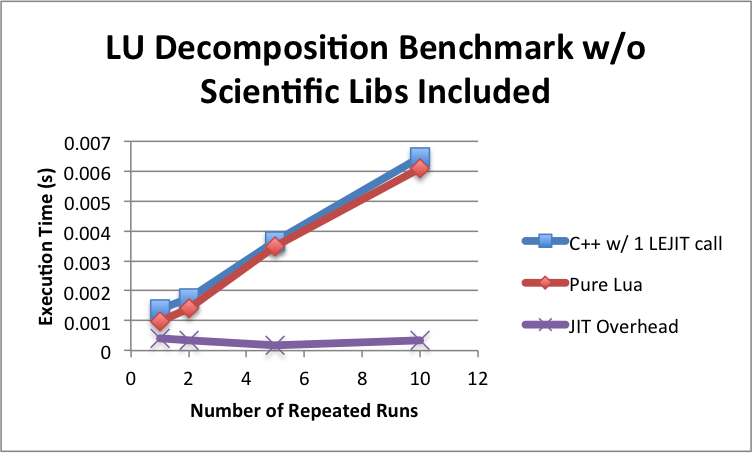 LU Decomposition Benchmark w/o
Scientific Libs Included
0.007
0.006
0.005
0.004
0.003
0.002
0.001
0
Execution Time (s)
0 2 4 6 8 10 12
Number of Repeated Runs
C++ w/ 1 LEJIT call
Pure Lua
JIT Overhead